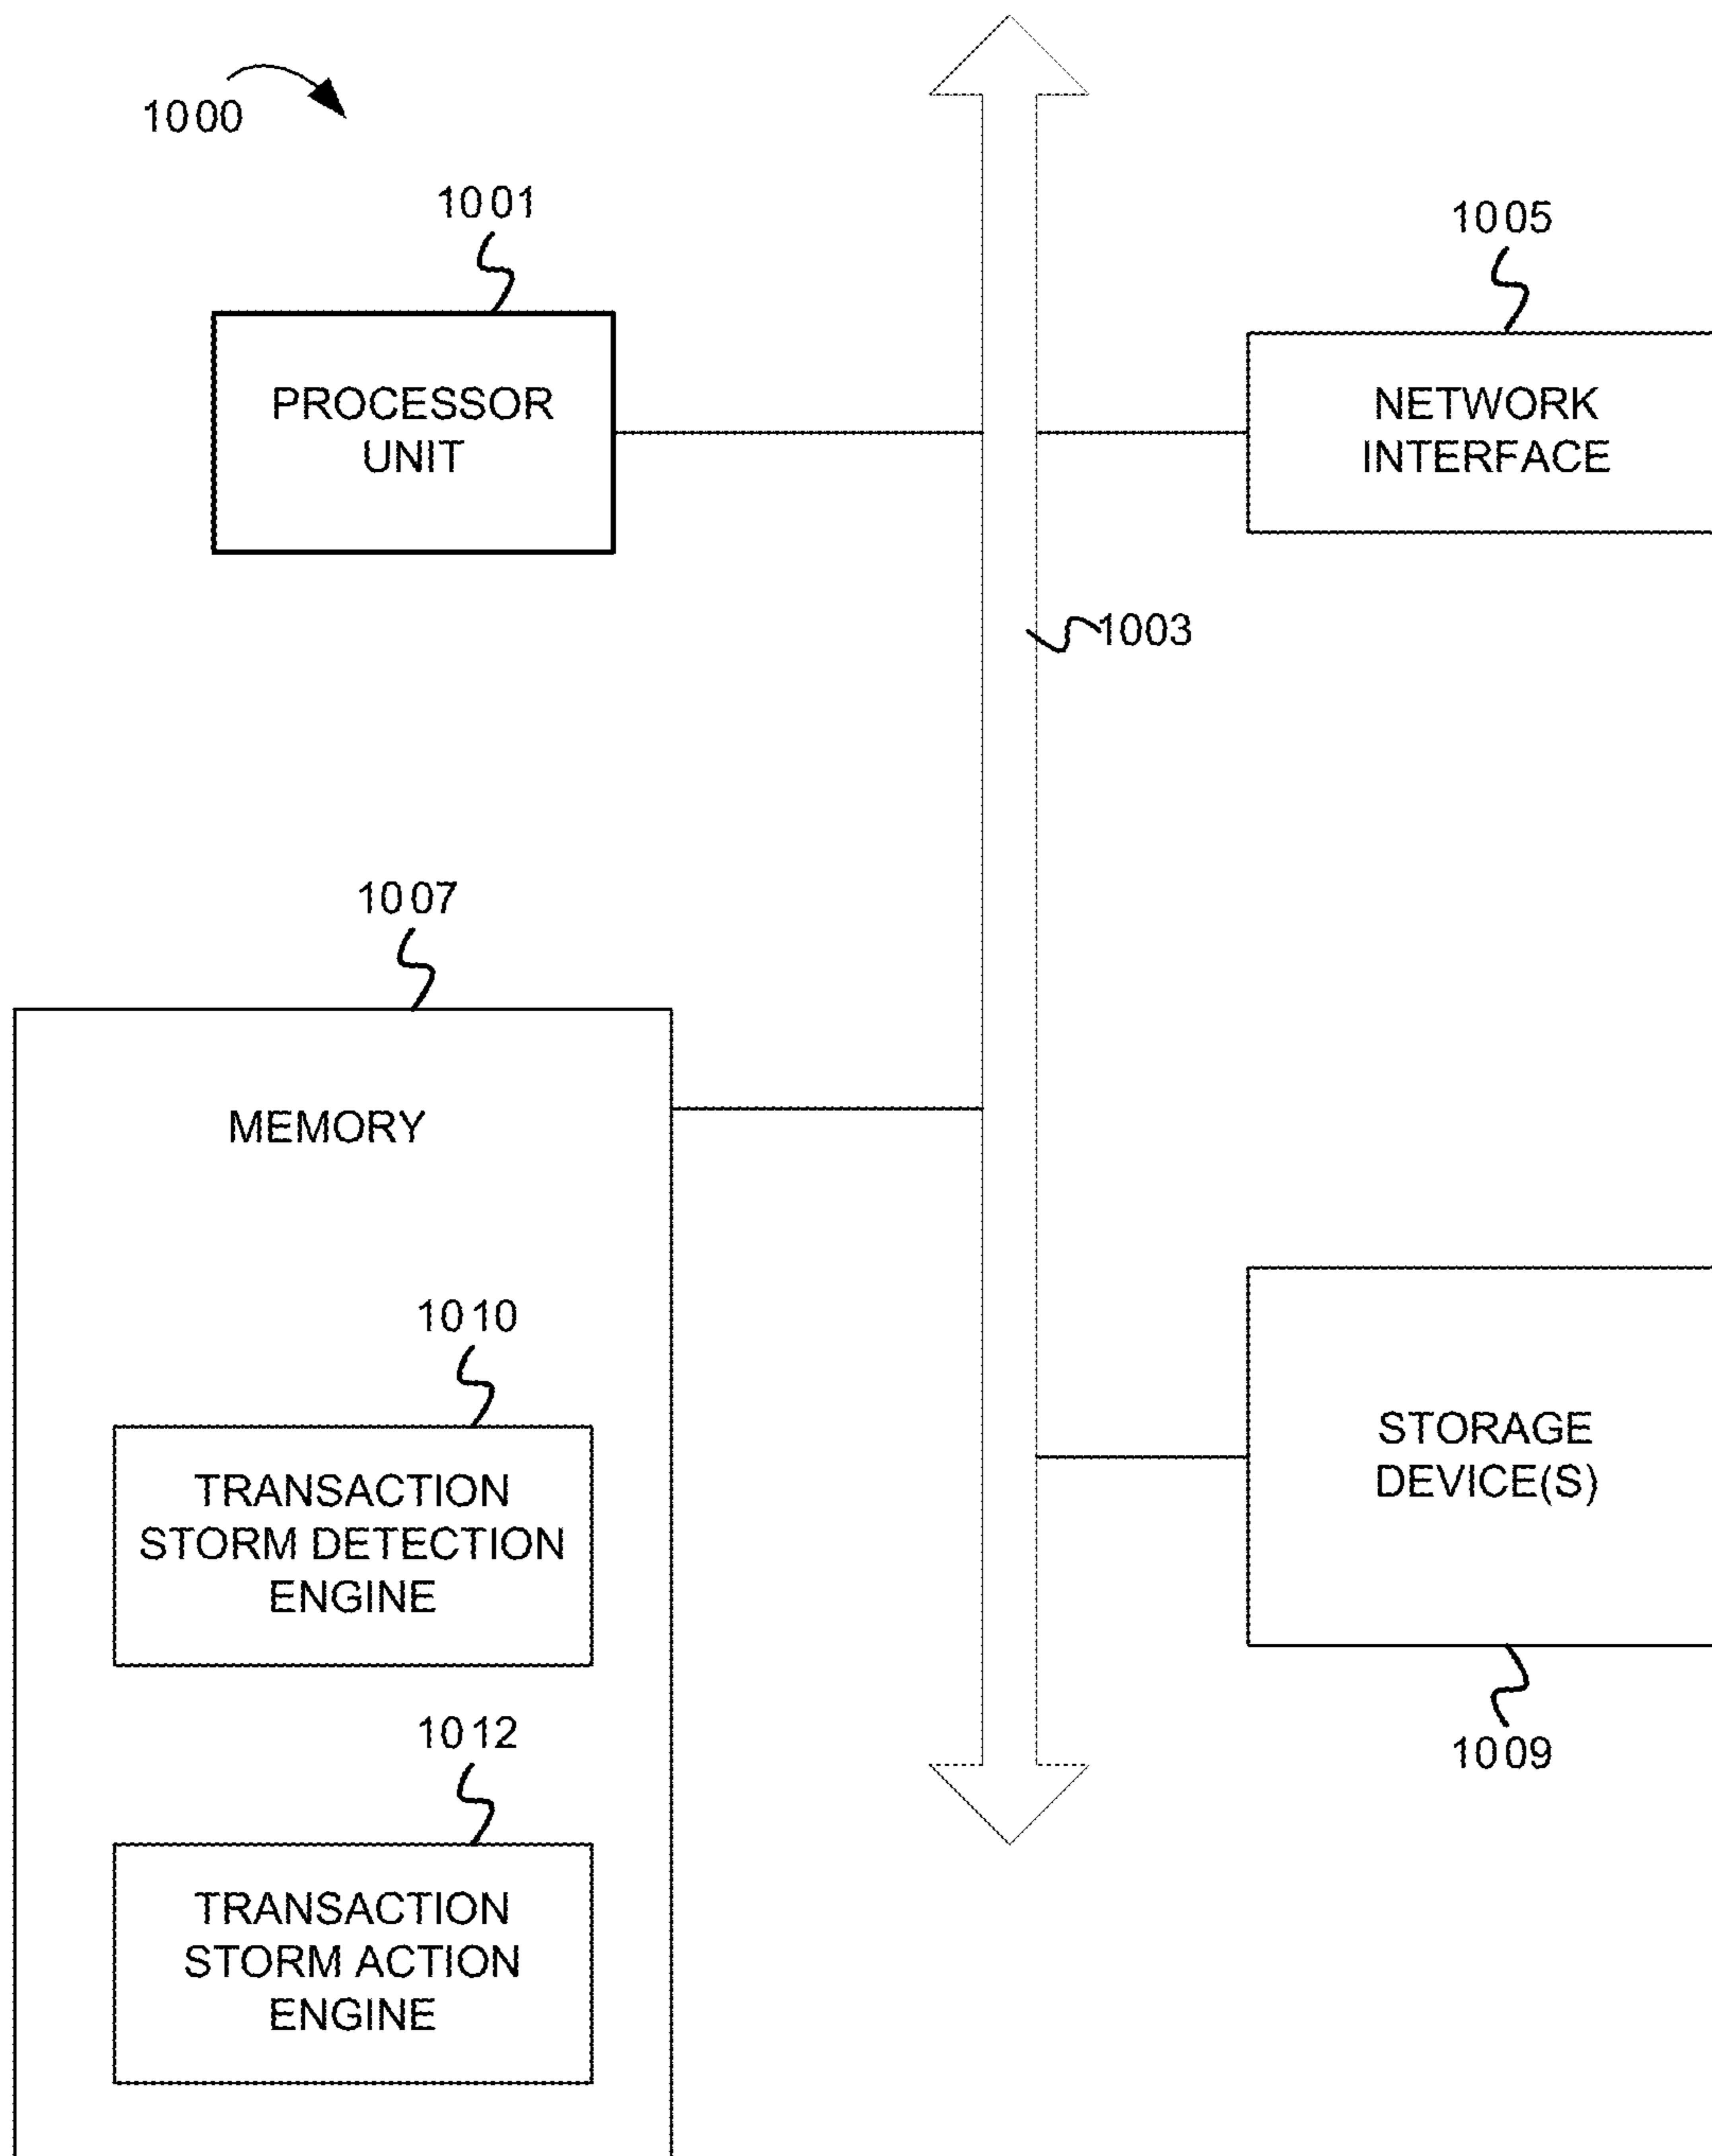 1000
1001
PROCESSOR
UNIT
1005
NETWORK
INTERFACE
1003
1007
MEMORY
1010
TRANSACTION
STORM DETECTION
ENGINE
1012
TRANSACTION
STORM ACTION
ENGINE
STORAGE
DEVICE(S)
1009